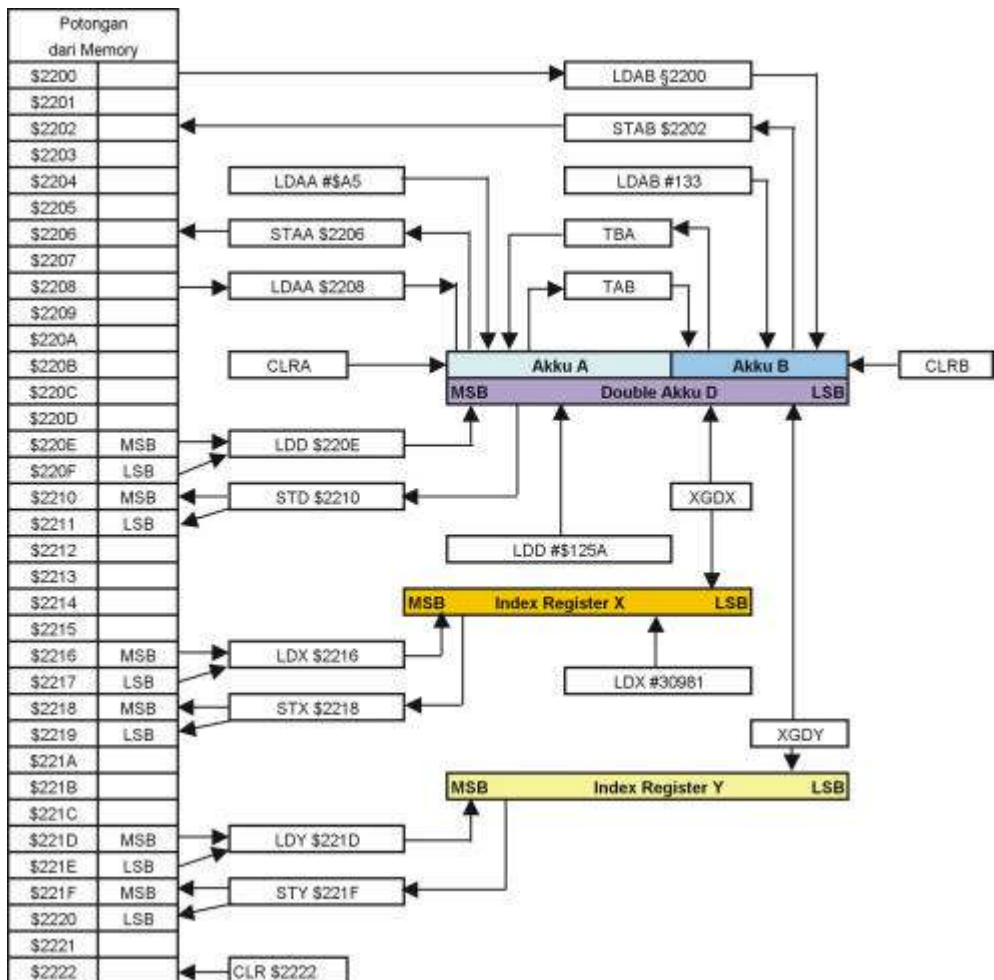 Potongan
dari Memory
$2200 LDAB §2200
$2201
$2202 STAB $2202
$2203
$2204 LDAA #$A5 LDAB #133
$2205
$2206 STAA $2206 TBA
$2207
$2208 LDAA $2208 TAB
$2209
$220A
$220B CLRA Akku A Akku B CLRB
$220C MSB Double Akku D LSB
$220D
$220E MSB LDD $220E
$220F LSB
$2210 MSB STD $2210 XGDX
$2211 LSB
$2212 LDD #$125A
$2213
$2214 MSB Index Register X LSB
$2215
$2216 MSB LDX $2216
$2217 LSB LDX #30981
$2218 MSB STX $2218
$2219 LSB XGDY
$221A
$221B MSB Index Register Y LSB
$221C
$221D MSB LDY $221D
$221E LSB
$221F MSB STY $221F
$2220 LSB
$2221
$2222 CLR $2222